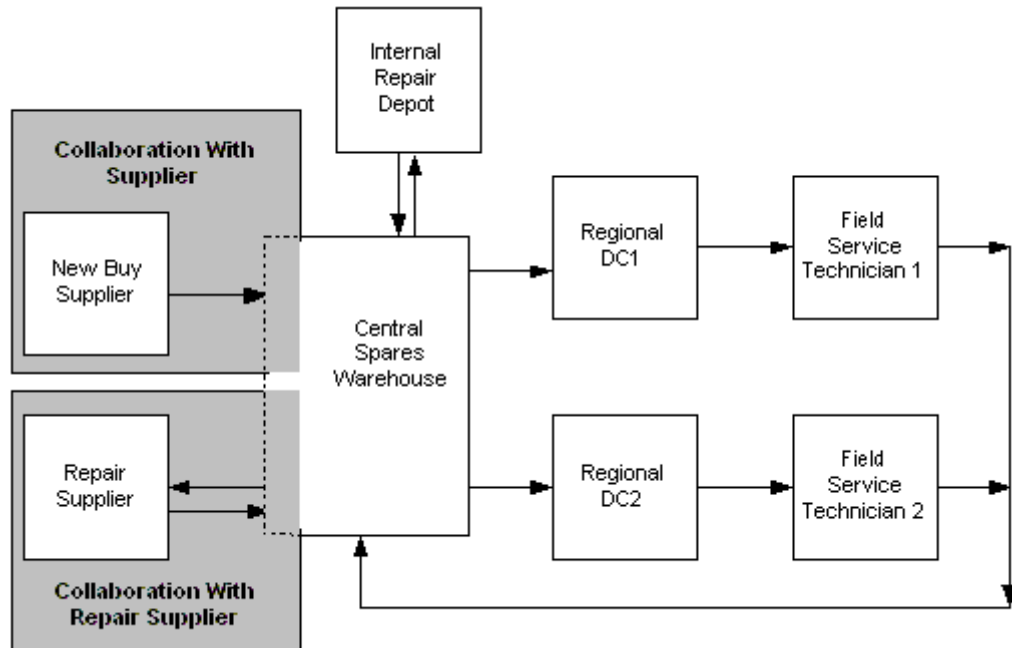 Internal
Repair
Depot
Collaboration With
Supplier
New Buy
Supplier
Central
Spares
Warehouse
Regional
DC1
Field
Service
Technician 1
Repair
Supplier
Regional
DC2
Field
Service
Technician 2
Collaboration With
Repair Supplier